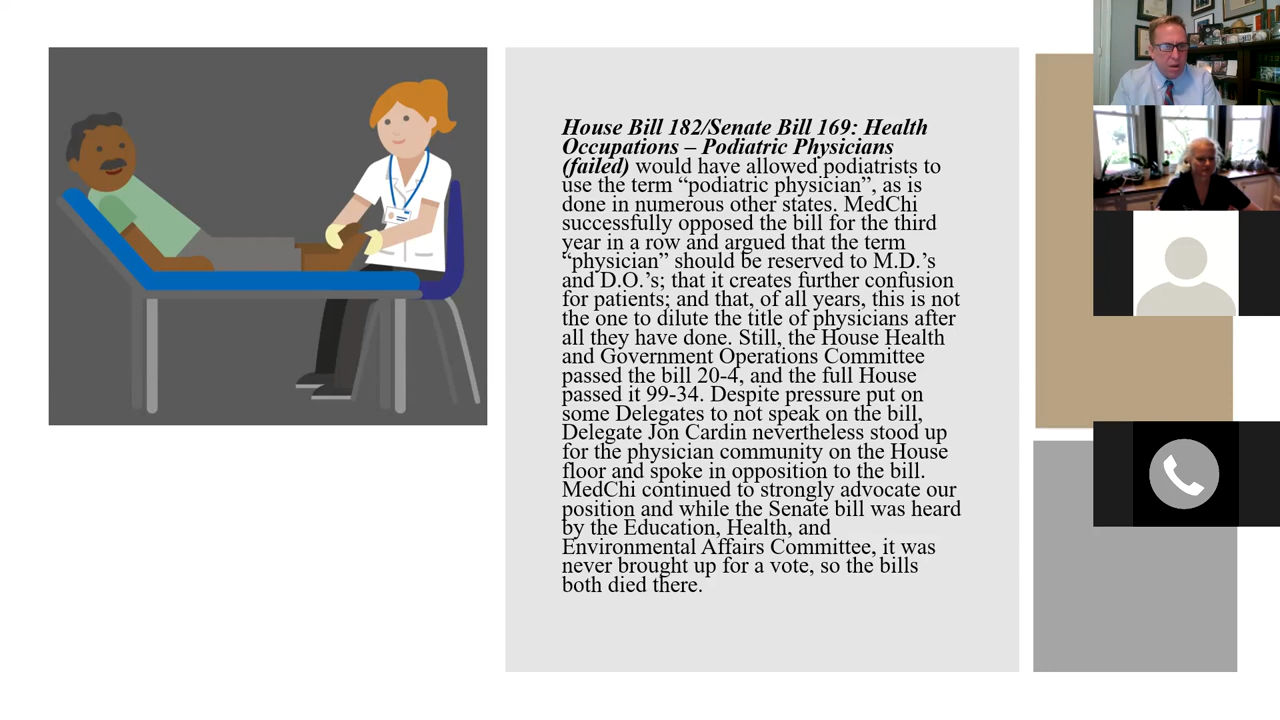 House Bill 182/Senate Bill 169: Health
Occupations – Podiatric Physicians
(failed) would have allowed podiatrists to
use the term “podiatric physician”, as is
done in numerous other states. MedChi
successfully opposed the bill for the third
year in a row and argued that the term
“physician” should be reserved to M.D.’s
and D.O.’s; that it creates further confusion
for patients; and that, of all years, this is not
the one to dilute the title of physicians after
all they have done. Still, the House Health
and Government Operations Committee
passed the bill 20-4, and the full House
passed it 99-34. Despite pressure put on
some Delegates to not speak on the bill,
Delegate Jon Cardin nevertheless stood up
for the physician community on the House
floor and spoke in opposition to the bill.
MedChi continued to strongly advocate our
position and while the Senate bill was heard
by the Education, Health, and
Environmental Affairs Committee, it was
never brought up for a vote, so the bills
both died there.